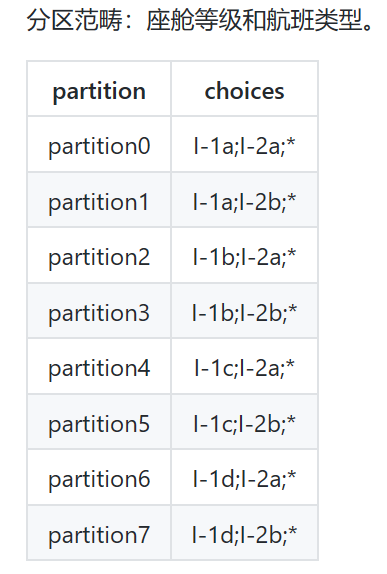 分区范畴：座舱等级和航班类型。
partition choices
partition0 I-1a;I-2a;*
partition1 I-1a;I-2b;*
partition2 I-1b;I-2a;*
partition3 I-1b;I-2b;*
partition4 I-1c;I-2a;*
partition5 I-1c;I-2b;*
partition6 I-1d;I-2a;*
partition7 I-1d;I-2b;*